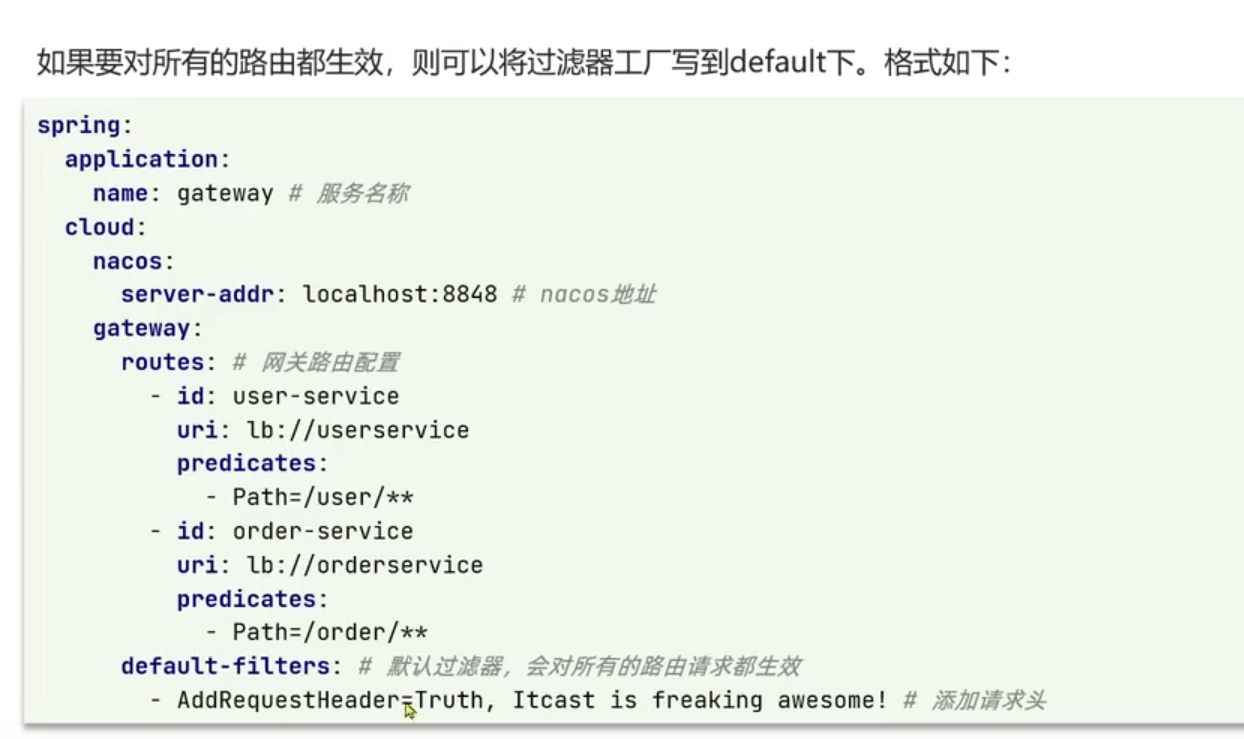 如果要对所有的路由都生效，则可以将过滤器工厂写到default下。格式如下：
spring:
  application:
    name: gateway # 服务名称
  cloud:
    nacos:
      server-addr: localhost:8848 # nacos地址
    gateway:
      routes: # 网关路由配置
        - id: user-service
          uri: lb://userservice
          predicates:
            - Path=/user/**
        - id: order-service
          uri: lb://orderservice
          predicates:
            - Path=/order/**
      default-filters: # 默认过滤器，会对所有的路由请求都生效
        - AddRequestHeader=Truth, Itcast is freaking awesome! # 添加请求头